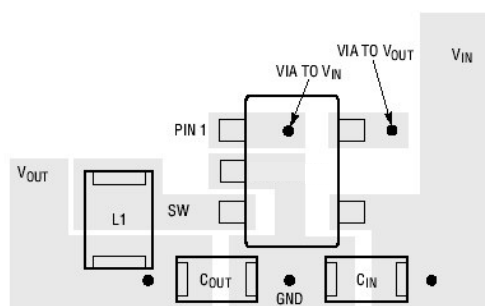 VIA TO VOUT
VIN
VIA TO VIN
PIN 1
VOUT
SW
L1
COUT
CIN
GND